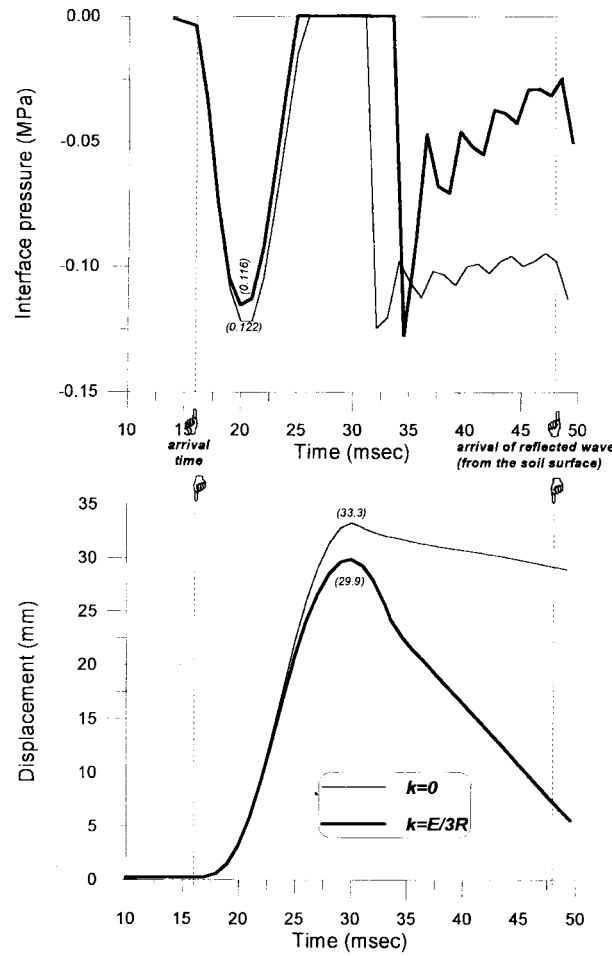 0.00
-0.05
-0.10
-0.15
Interface pressure (MPa)
(0.116)
(0.122)
10 15 20 25 30 35 40 45 50
Time (msec)
arrival
time
arrival of reflected wave
(from the soil surface)
35
30
25
20
15
10
5
0
Displacement (mm)
(33.3)
(29.9)
k=0
k=E/3R
10 15 20 25 30 35 40 45 50
Time (msec)